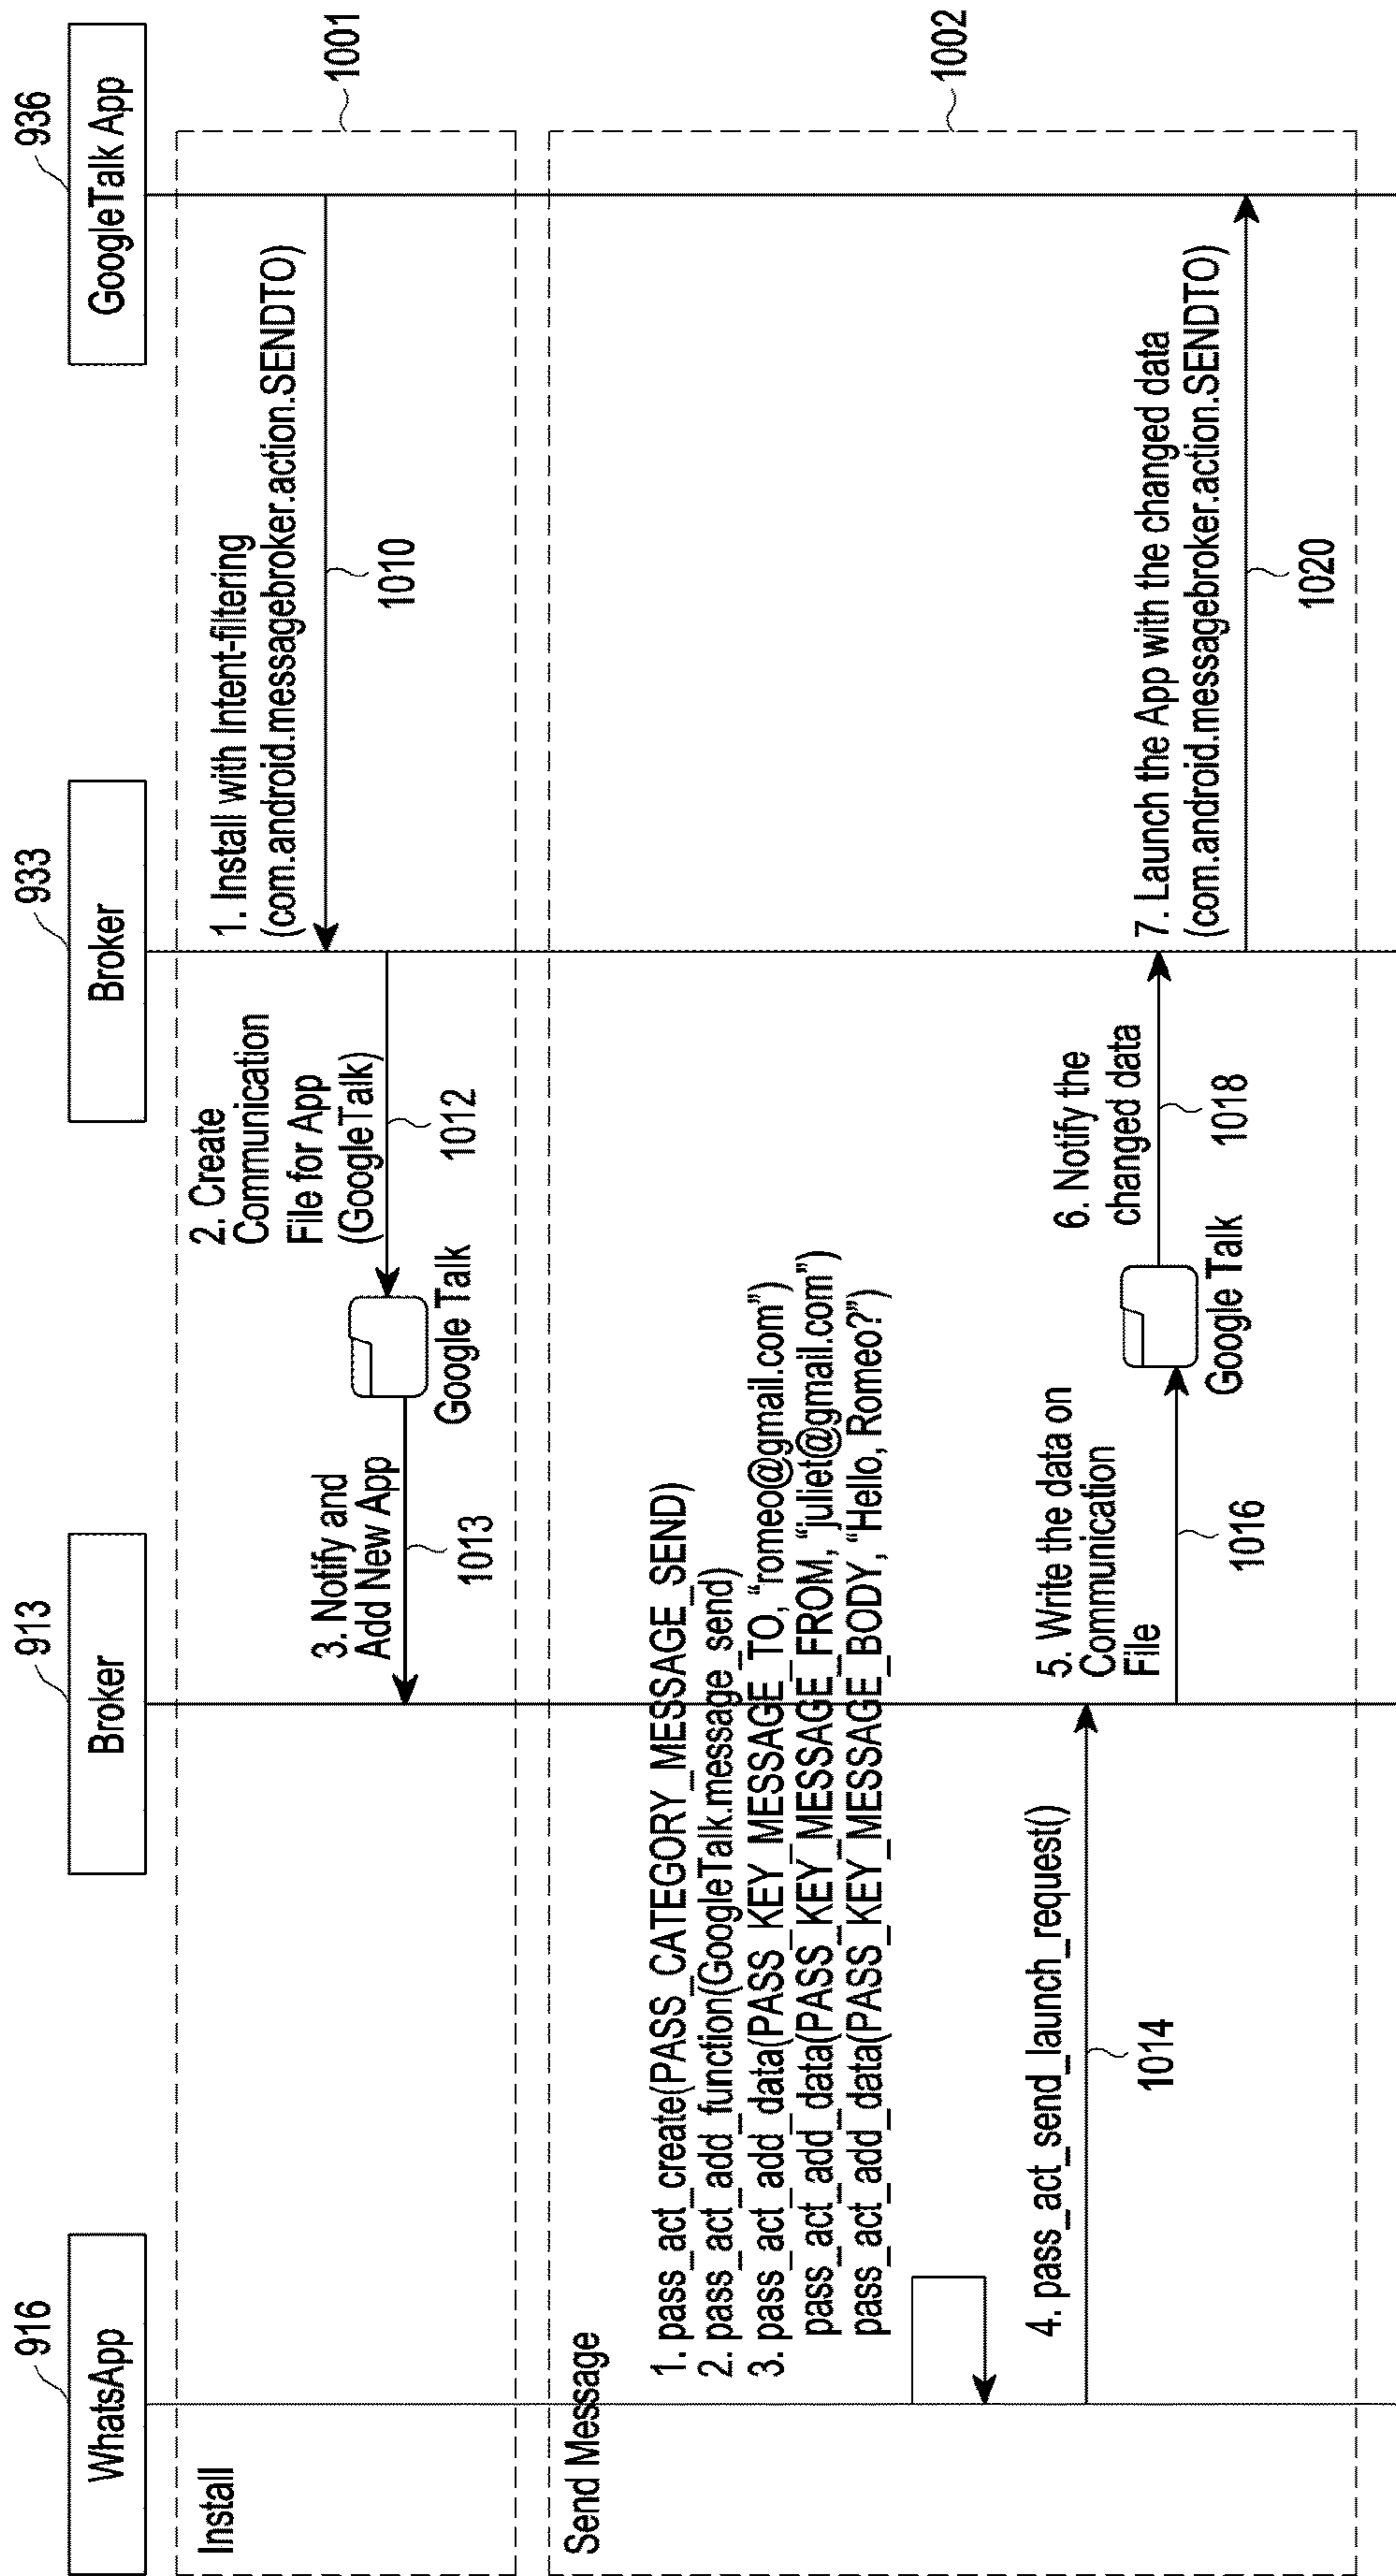 916
WhatsApp
913
Broker
933
Broker
936
GoogleTalk App
Install
1001
1. Install with Intent-filtering
(com.android.messagebroker.action.SENDTO)
1010
2. Create
Communication
File for App
(GoogleTalk)
1012
Google Talk
3. Notify and
Add New App
1013
Send Message
1002
1. pass_act_create(PASS_CATEGORY_MESSAGE_SEND)
2. pass_act_add_function(GoogleTalk.message_send)
3. pass_act_add_data(PASS_KEY_MESSAGE_TO, “romeo@gmail.com”)
pass_act_add_data(PASS_KEY_MESSAGE_FROM, “juliet@gmail.com”)
pass_act_add_data(PASS_KEY_MESSAGE_BODY, “Hello, Romeo?”)
4. pass_act_send_launch_request()
1014
5. Write the data on
Communication
File
1016
Google Talk
6. Notify the
changed data
1018
7. Launch the App with the changed data
(com.android.messagebroker.action.SENDTO)
1020